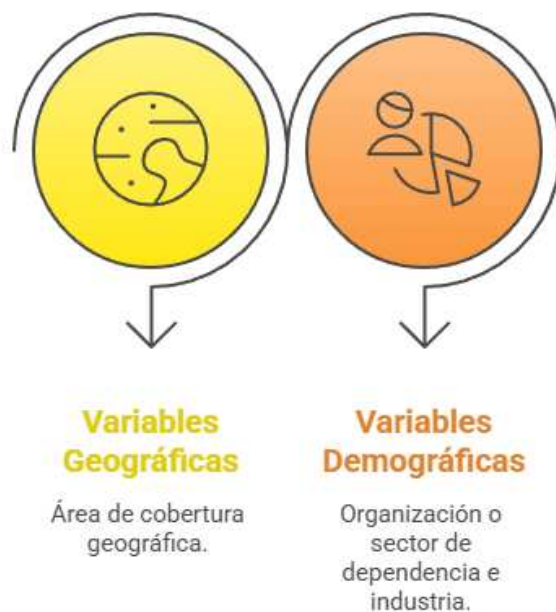 Variables
Geográficas
Área de cobertura
geográfica.
Variables
Demográficas
Organización o
sector de
dependencia e
industria.